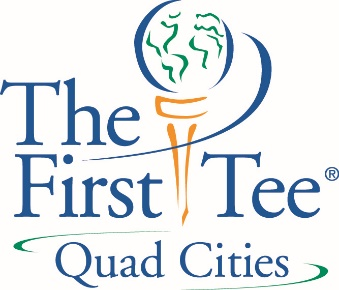 The
First Tee®
Quad Cities